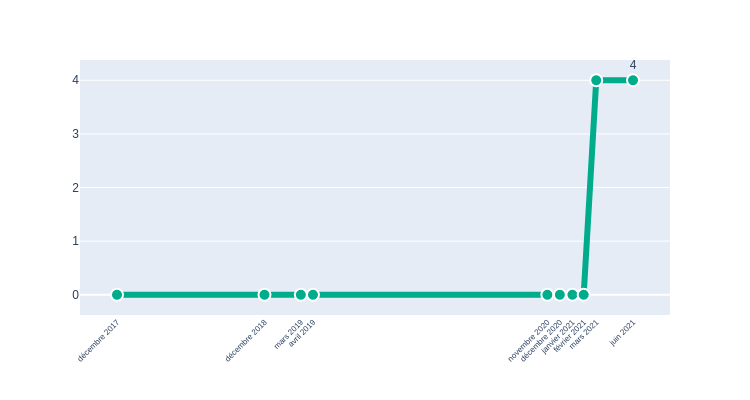 4
4
3
2
1
0
décembre 2017
décembre 2018
mars 2019
avril 2019
novembre 2020
décembre 2020
janvier 2021
février 2021
mars 2021
juin 2021